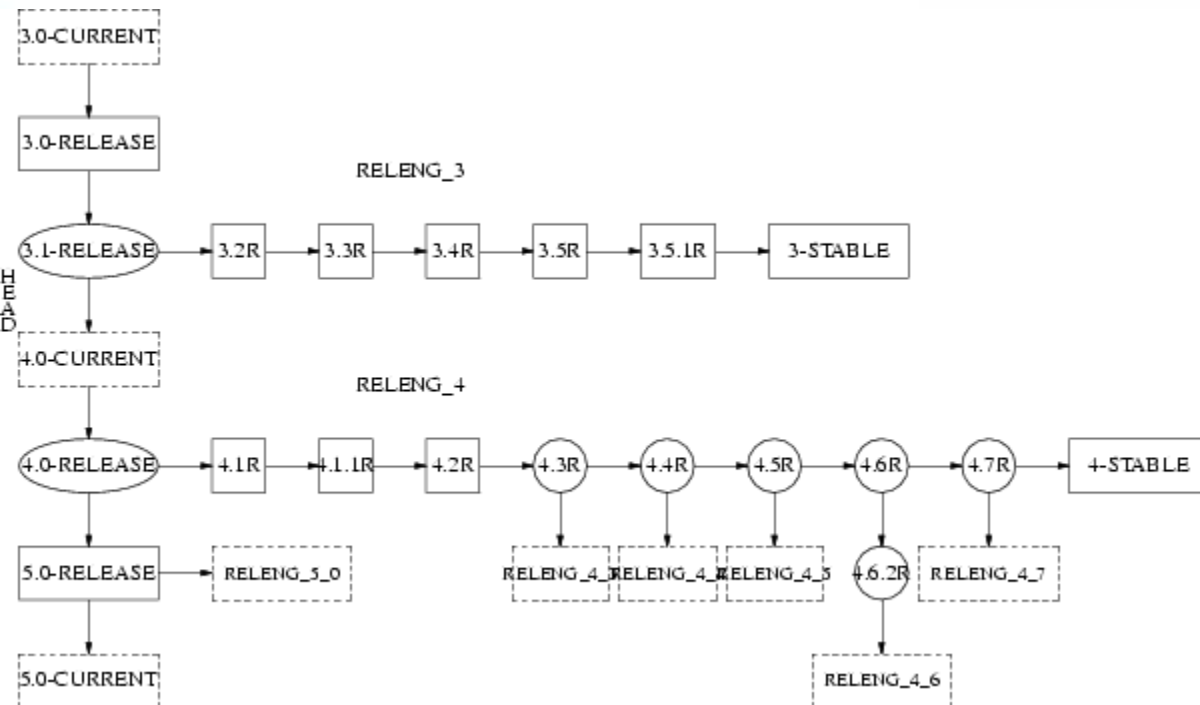 3.0-CURRENT
3.0-RELEASE
RELENG_3
3.1-RELEASE 3.2R 3.3R 3.4R 3.5R 3.5.1R 3-STABLE
HEAD
4.0-CURRENT
RELENG_4
4.0-RELEASE 4.1R 4.1.1R 4.2R 4.3R 4.4R 4.5R 4.6R 4.7R 4-STABLE
5.0-RELEASE RELENG_5_0 RELENG_4_3 RELENG_4_4 RELENG_4_5 4.6.2R RELENG_4_7
5.0-CURRENT RELENG_4_6